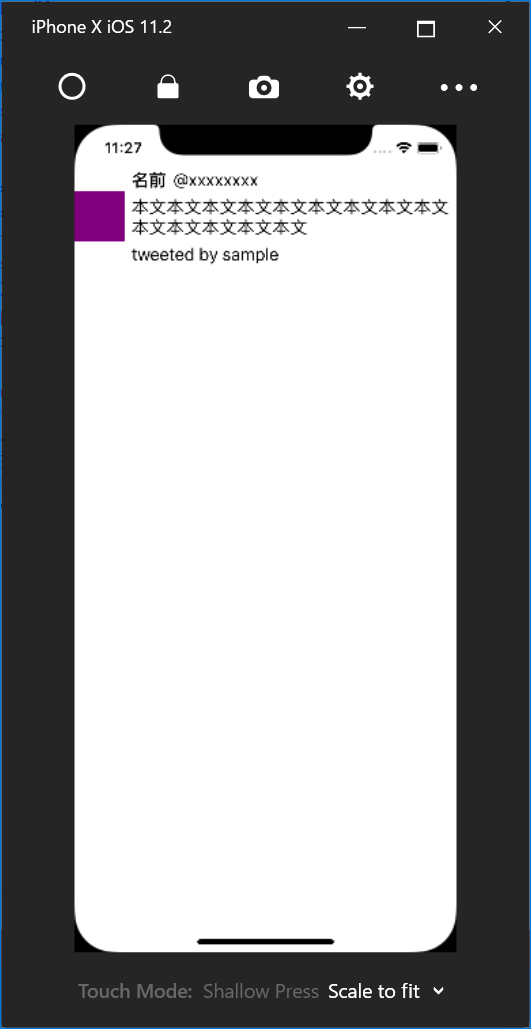 iPhone X iOS 11.2
11:27
名前 @xxxxxxxx
本文本文本文本文本文本文本文本文本文
本文本文本文本文本文
tweeted by sample
Touch Mode: Shallow Press Scale to fit